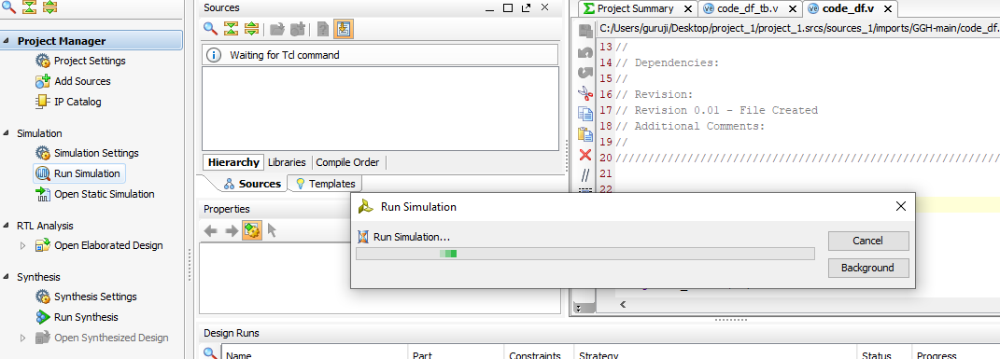 Project Manager
Project Settings
Add Sources
IP Catalog
Simulation
Simulation Settings
Run Simulation
Open Static Simulation
RTL Analysis
Open Elaborated Design
Synthesis
Synthesis Settings
Run Synthesis
Open Synthesized Design
Sources
Waiting for Tcl command
Hierarchy Libraries Compile Order
Sources Templates
Properties
Project Summary code_df_tb.v code_df.v
C:/Users/guruji/Desktop/project_1/project_1.srcs/sources_1/imports/GGH-main/code_df.
13 //
14 // Dependencies:
15 //
16 // Revision:
17 // Revision 0.01 - File Created
18 // Additional Comments:
19 //
20 //////////////////////////////////////////////////////////////////////
21
22
Run Simulation
Run Simulation...
Cancel
Background
Design Runs
Name Part Constraints Strategy Status Progress